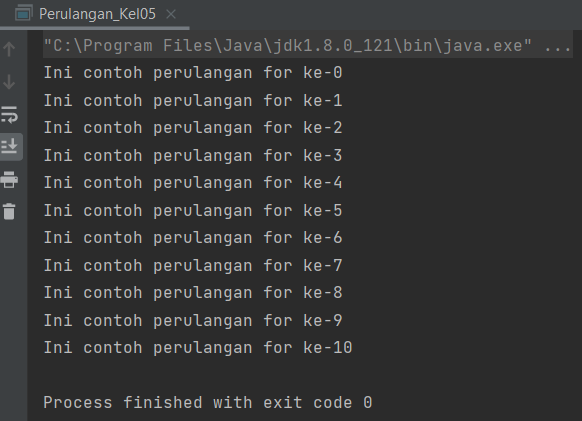 Perulangan_Kel05
"C:\Program Files\Java\jdk1.8.0_121\bin\java.exe" ...
Ini contoh perulangan for ke-0
Ini contoh perulangan for ke-1
Ini contoh perulangan for ke-2
Ini contoh perulangan for ke-3
Ini contoh perulangan for ke-4
Ini contoh perulangan for ke-5
Ini contoh perulangan for ke-6
Ini contoh perulangan for ke-7
Ini contoh perulangan for ke-8
Ini contoh perulangan for ke-9
Ini contoh perulangan for ke-10
Process finished with exit code 0